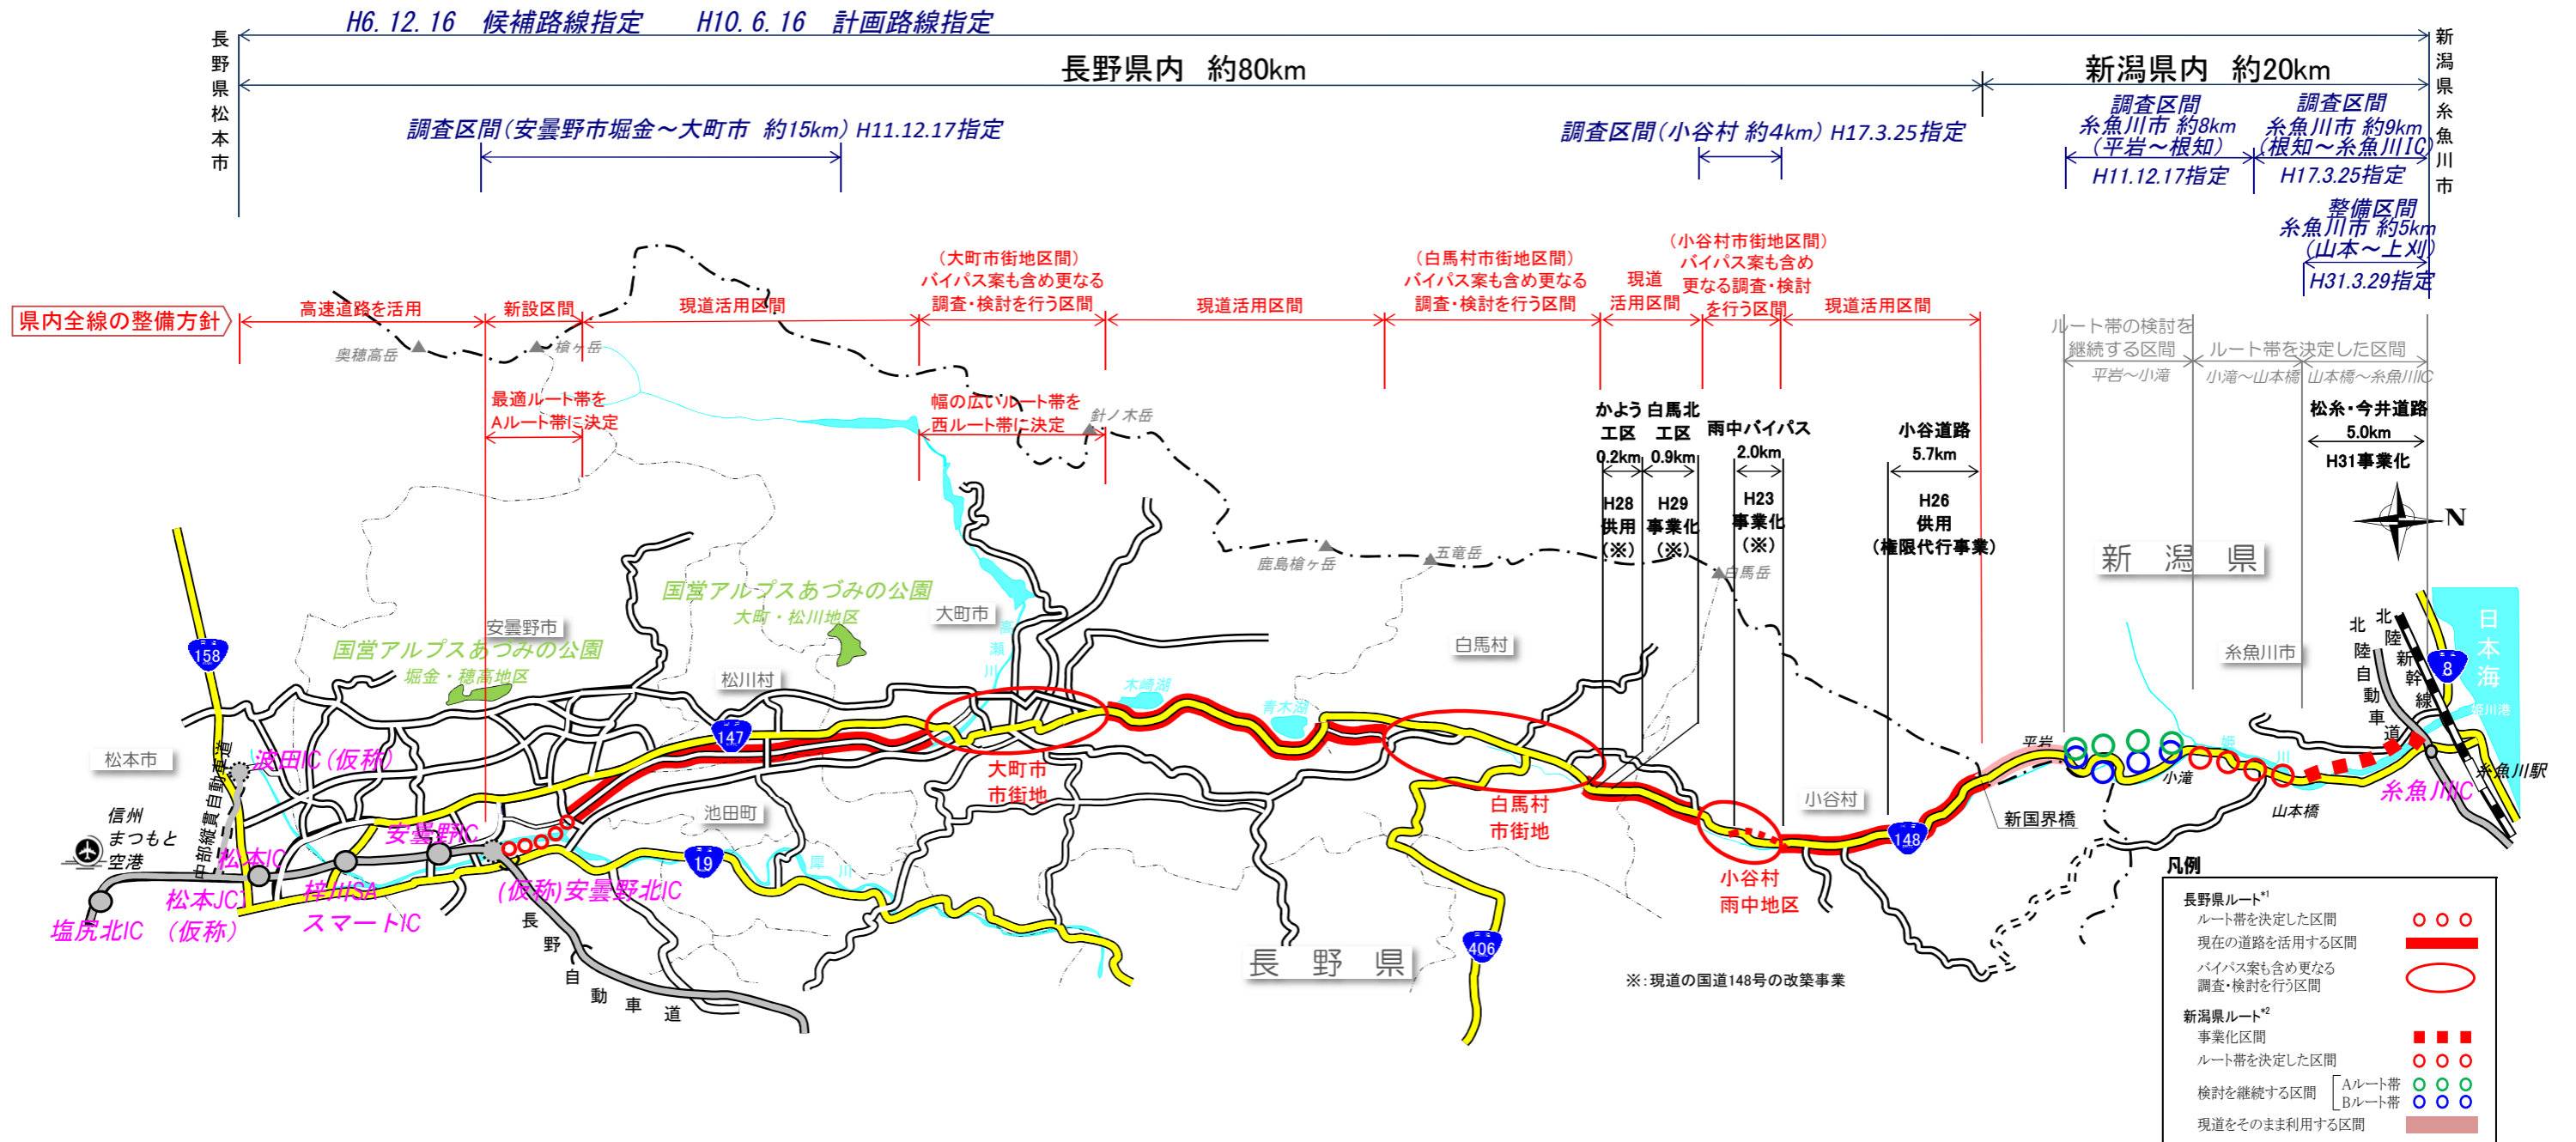 H6.12.16 候補路線指定 H10.6.16 計画路線指定
長野県松本市
新潟県糸魚川市
長野県内 約80km
新潟県内 約20km
調査区間(安曇野市堀金～大町市 約15km) H11.12.17指定
調査区間(小谷村 約4km) H17.3.25指定
調査区間
糸魚川市 約8km
(平岩～根知)
H11.12.17指定
調査区間
糸魚川市 約9km
(根知～糸魚川IC)
H17.3.25指定
整備区間
糸魚川市 約5km
(山本～上刈)
H31.3.29指定
県内全線の整備方針
高速道路を活用
新設区間
現道活用区間
(大町市街地区間)
バイパス案も含め更なる
調査・検討を行う区間
現道活用区間
(白馬村市街地区間)
バイパス案も含め更なる
調査・検討を行う区間
現道
活用区間
(小谷村市街地区間)
バイパス案も含め
更なる調査・検討
を行う区間
現道活用区間
ルート帯の検討を
継続する区間
平岩～小滝
ルート帯を決定した区間
小滝～山本橋
山本橋～糸魚川IC
奥穂高岳
槍ヶ岳
最適ルート帯を
Aルート帯に決定
幅の広いルート帯を
西ルート帯に決定
針ノ木岳
かよう
工区
0.2km
H28
供用
(※)
白馬北
工区
0.9km
H29
事業化
(※)
雨中バイパス
2.0km
H23
事業化
(※)
小谷道路
5.7km
H26
供用
(権限代行事業)
松糸・今井道路
5.0km
H31事業化
N
新潟県
鹿島槍ヶ岳
五竜岳
白馬岳
国営アルプスあづみの公園
大町・松川地区
国営アルプスあづみの公園
堀金・穂高地区
安曇野市
大町市
高瀬川
松川村
白馬村
糸魚川市
北陸自動車道
北陸新幹線
日本海
姫川港
8
158
147
木崎湖
青木湖
松本市
波田IC(仮称)
中部縦貫自動車道
信州
まつもと
空港
松本IC
安曇野IC
池田町
19
犀川
大町市
市街地
白馬村
市街地
小谷村
148
新国界橋
平岩
小滝
姫川
山本橋
糸魚川IC
糸魚川駅
塩尻北IC
松本JCT
(仮称)
梓川SA
スマートIC
(仮称)安曇野北IC
長野自動車道
小谷村
雨中地区
406
長野県
※:現道の国道148号の改築事業
凡例
長野県ルート*1
ルート帯を決定した区間
現在の道路を活用する区間
バイパス案も含め更なる
調査・検討を行う区間
新潟県ルート*2
事業化区間
ルート帯を決定した区間
検討を継続する区間
Aルート帯
Bルート帯
現道をそのまま利用する区間